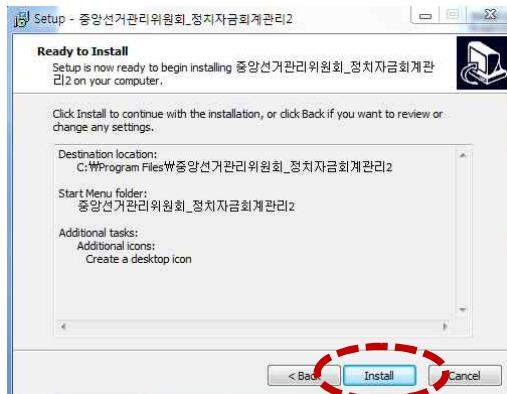 Setup - 중앙선거관리위원회_정치자금회계관리2
Ready to Install
Setup is now ready to begin installing 중앙선거관리위원회_정치자금회계관
리2 on your computer.
Click Install to continue with the installation, or click Back if you want to review or
change any settings.
Destination location:
C:₩Program Files₩중앙선거관리위원회_정치자금회계관리2
Start Menu folder:
중앙선거관리위원회_정치자금회계관리2
Additional tasks:
Additional icons:
Create a desktop icon
< Back
Install
Cancel